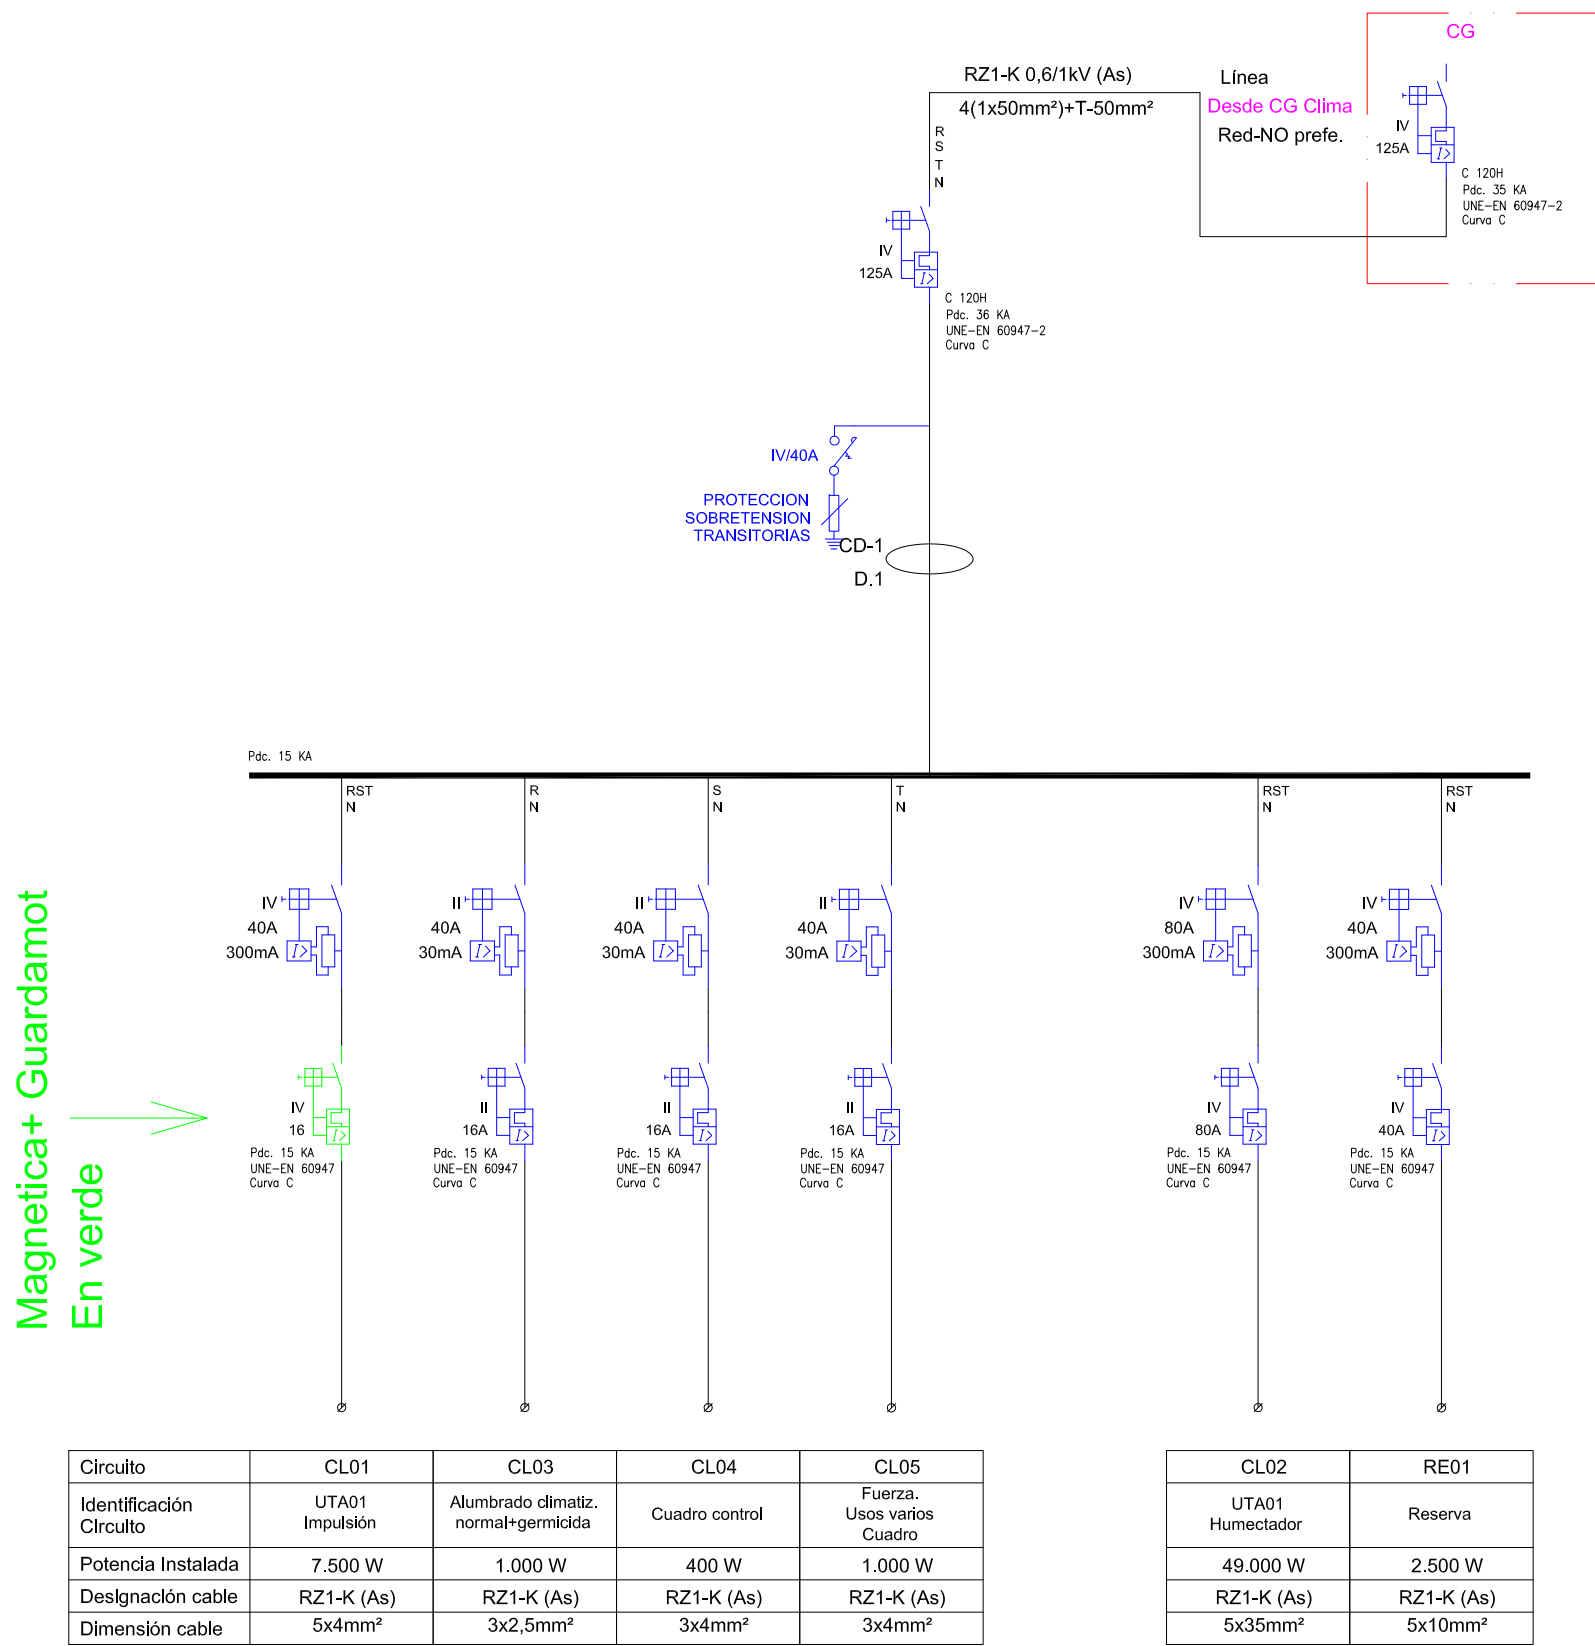 CG
RZ1-K 0,6/1kV (As)
4(1x50mm²)+T-50mm²
Línea
Desde CG Clima
Red-NO prefe.
IV
125A
C 120H
Pdc. 35 KA
UNE-EN 60947-2
Curva C
R
S
T
N
IV
125A
C 120H
Pdc. 36 KA
UNE-EN 60947-2
Curva C
IV/40A
PROTECCION
SOBRETENSION
TRANSITORIAS
CD-1
D.1
Pdc. 15 KA
RST
N
R
N
S
N
T
N
RST
N
RST
N
IV
40A
300mA
II
40A
30mA
II
40A
30mA
II
40A
30mA
IV
80A
300mA
IV
40A
300mA
Magnetica+ Guardamot
En verde
IV
16
Pdc. 15 KA
UNE-EN 60947
Curva C
II
16A
Pdc. 15 KA
UNE-EN 60947
Curva C
II
16A
Pdc. 15 KA
UNE-EN 60947
Curva C
II
16A
Pdc. 15 KA
UNE-EN 60947
Curva C
IV
80A
Pdc. 15 KA
UNE-EN 60947
Curva C
IV
40A
Pdc. 15 KA
UNE-EN 60947
Curva C
Circuito CL01 CL03 CL04 CL05 CL02 RE01
Identificación
Circuito
UTA01
Impulsión
Alumbrado climatiz.
normal+germicida
Cuadro control
Fuerza.
Usos varios
Cuadro
UTA01
Humectador
Reserva
Potencia Instalada 7.500 W 1.000 W 400 W 1.000 W 49.000 W 2.500 W
Designación cable RZ1-K (As) RZ1-K (As) RZ1-K (As) RZ1-K (As) RZ1-K (As) RZ1-K (As)
Dimensión cable 5x4mm² 3x2,5mm² 3x4mm² 3x4mm² 5x35mm² 5x10mm²